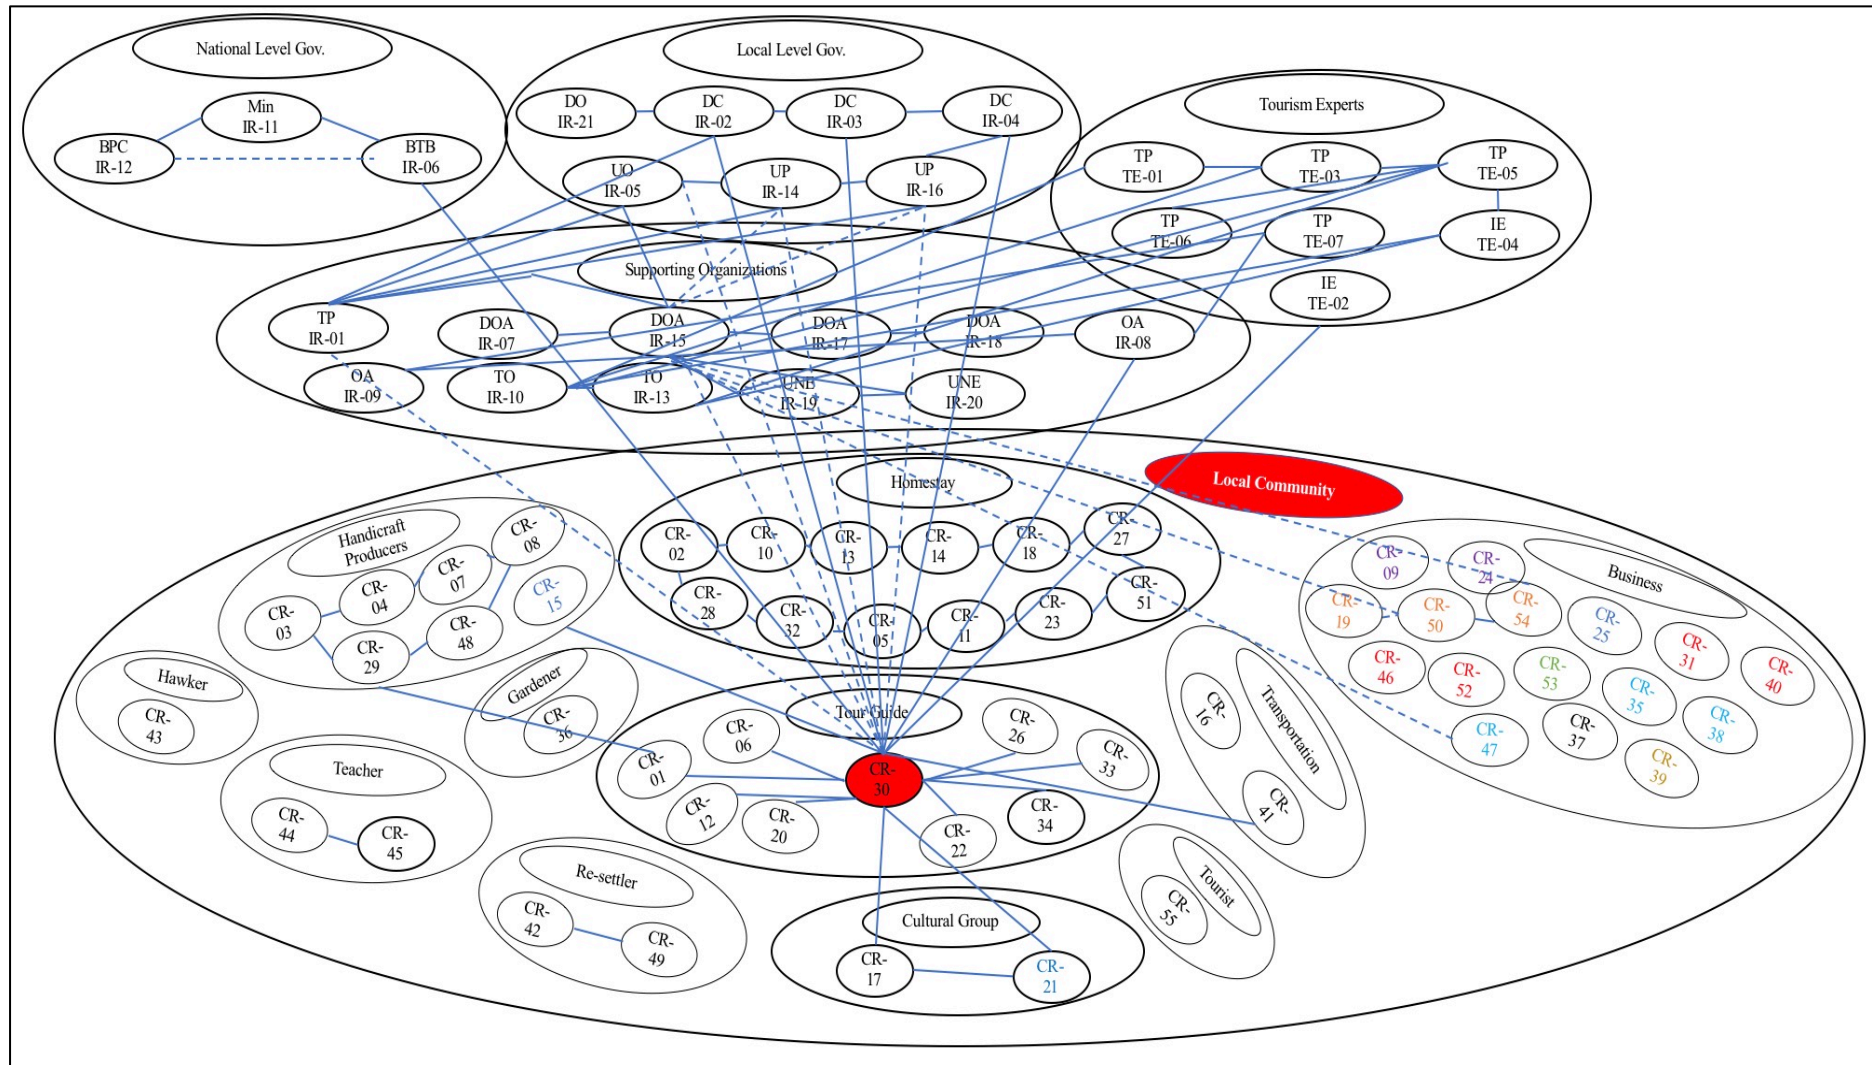 National Level Gov.
Min
IR-11
BPC
IR-12
BTB
IR-06
Local Level Gov.
DO
IR-21
DC
IR-02
DC
IR-03
DC
IR-04
UO
IR-05
UP
IR-14
UP
IR-16
Tourism Experts
TP
TE-01
TP
TE-03
TP
TE-05
TP
TE-06
TP
TE-07
IE
TE-04
IE
TE-02
Supporting Organizations
TP
IR-01
DOA
IR-07
DOA
IR-15
DOA
IR-17
DOA
IR-18
OA
IR-08
OA
IR-09
TO
IR-10
TO
IR-13
UNE
IR-19
UNE
IR-20
Local Community
Homestay
CR-
02
CR-
10
CR-
13
CR-
14
CR-
18
CR-
27
CR-
28
CR-
32
CR-
05
CR-
11
CR-
23
CR-
51
Handicraft
Producers
CR-
08
CR-
07
CR-
04
CR-
03
CR-
15
CR-
48
CR-
29
Hawker
CR-
43
Gardener
CR-
36
Teacher
CR-
44
CR-
45
Re-settler
CR-
42
CR-
49
Tour Guide
CR-
06
CR-
26
CR-
01
CR-
30
CR-
33
CR-
12
CR-
20
CR-
22
CR-
34
Cultural Group
CR-
17
CR-
21
Transportation
CR-
16
CR-
41
Tourist
CR-
55
Business
CR-
09
CR-
24
CR-
19
CR-
50
CR-
54
CR-
25
CR-
31
CR-
40
CR-
46
CR-
52
CR-
53
CR-
35
CR-
38
CR-
47
CR-
37
CR-
39